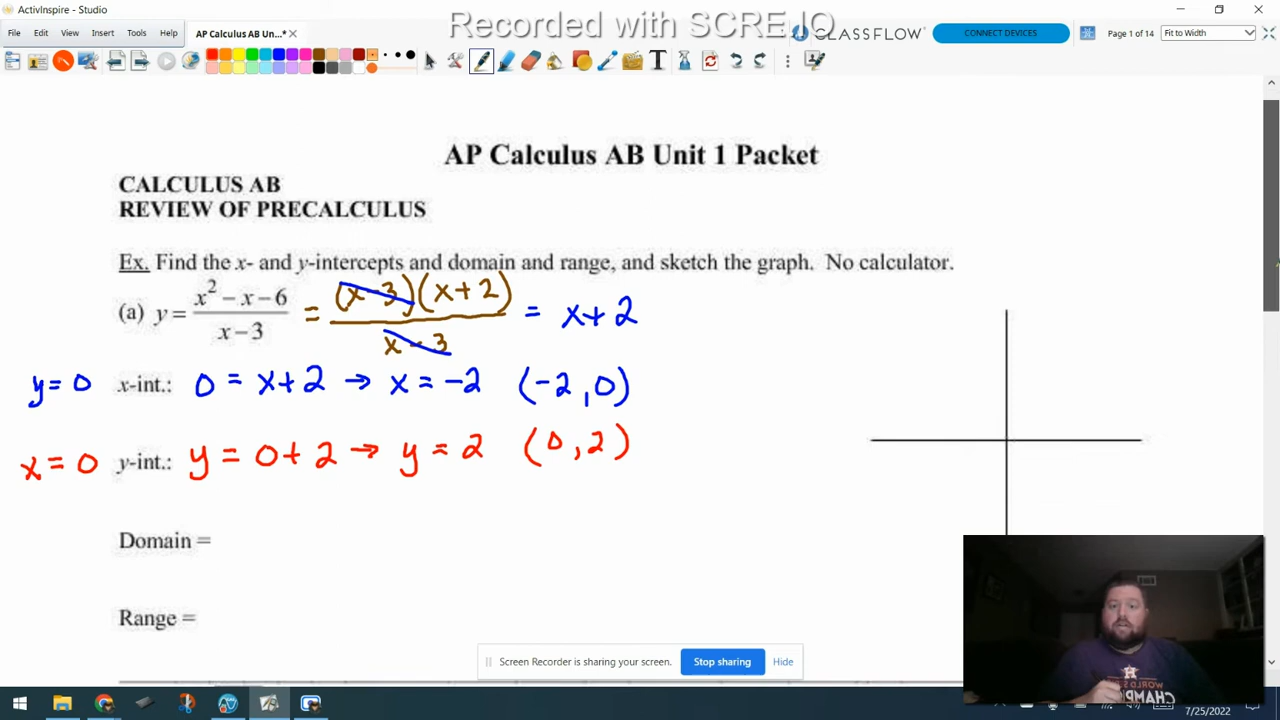 ActivInspire - Studio
Recorded with SCRE.IO
File Edit View Insert Tools Help
AP Calculus AB Un...*
CLASSFLOW
CONNECT DEVICES
Page 1 of 14
Fit to Width
AP Calculus AB Unit 1 Packet
CALCULUS AB
REVIEW OF PRECALCULUS
Ex. Find the x- and y-intercepts and domain and range, and sketch the graph. No calculator.
(a) y = (x² – x – 6)/(x – 3) = (x – 3)(x + 2)/(x – 3) = x + 2
y = 0 x-int.: 0 = x + 2 → x = -2 (-2, 0)
x = 0 y-int.: y = 0 + 2 → y = 2 (0, 2)
Domain =
Range =
Screen Recorder is sharing your screen. Stop sharing Hide
WORLD S
CHAMP
7/25/2022